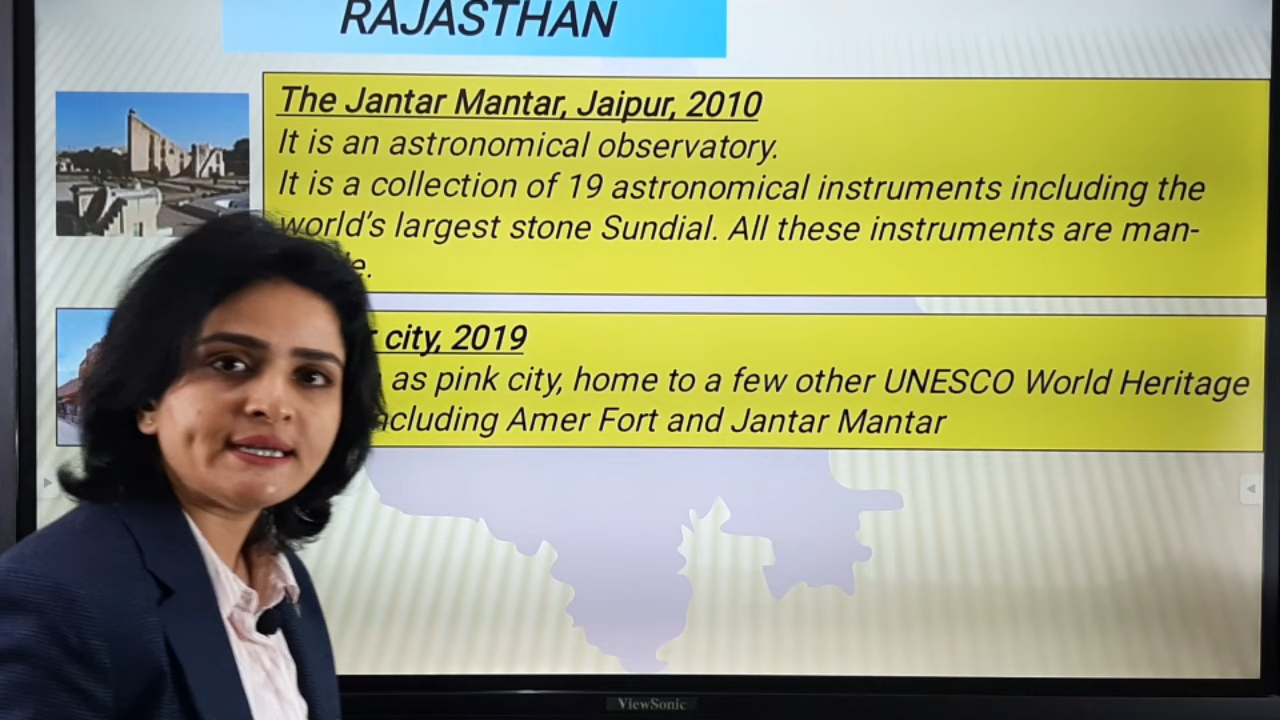 RAJASTHAN
The Jantar Mantar, Jaipur, 2010
It is an astronomical observatory.
It is a collection of 19 astronomical instruments including the
world's largest stone Sundial. All these instruments are man-
city, 2019
as pink city, home to a few other UNESCO World Heritage
including Amer Fort and Jantar Mantar
ViewSonic